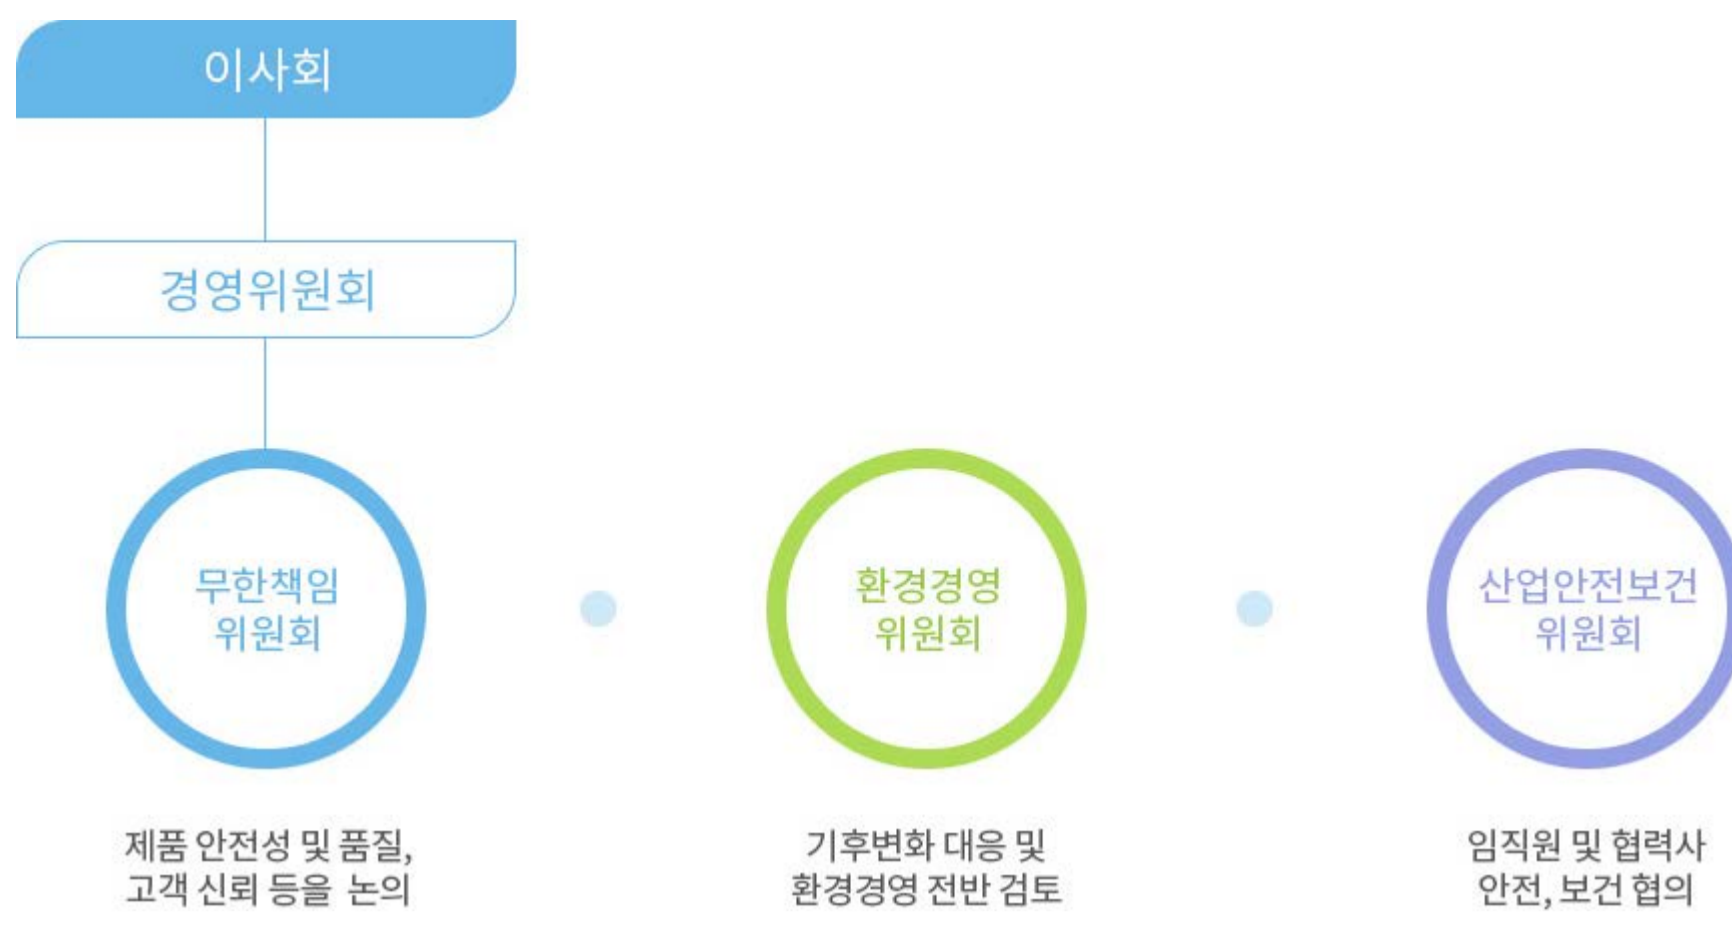 이사회
경영위원회
무한책임
위원회
환경경영
위원회
산업안전보건
위원회
제품 안전성 및 품질,
고객 신뢰 등을 논의
기후변화 대응 및
환경경영 전반 검토
임직원 및 협력사
안전, 보건 협의